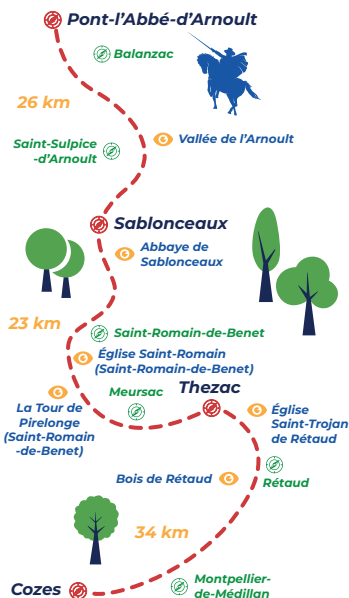 Pont-l'Abbé-d'Arnoult
Balanzac
26 km
Vallée de l'Arnoult
Saint-Sulpice
-d'Arnoult
Sablonceaux
Abbaye de
Sablonceaux
23 km
Saint-Romain-de-Benet
Église Saint-Romain
(Saint-Romain-de-Benet)
Meursac
Thezac
La Tour de
Pirelonge
(Saint-Romain
-de-Benet)
Église
Saint-Trojan
de Rétaud
Bois de Rétaud
Rétaud
34 km
Cozes
Montpellier-
de-Médillan